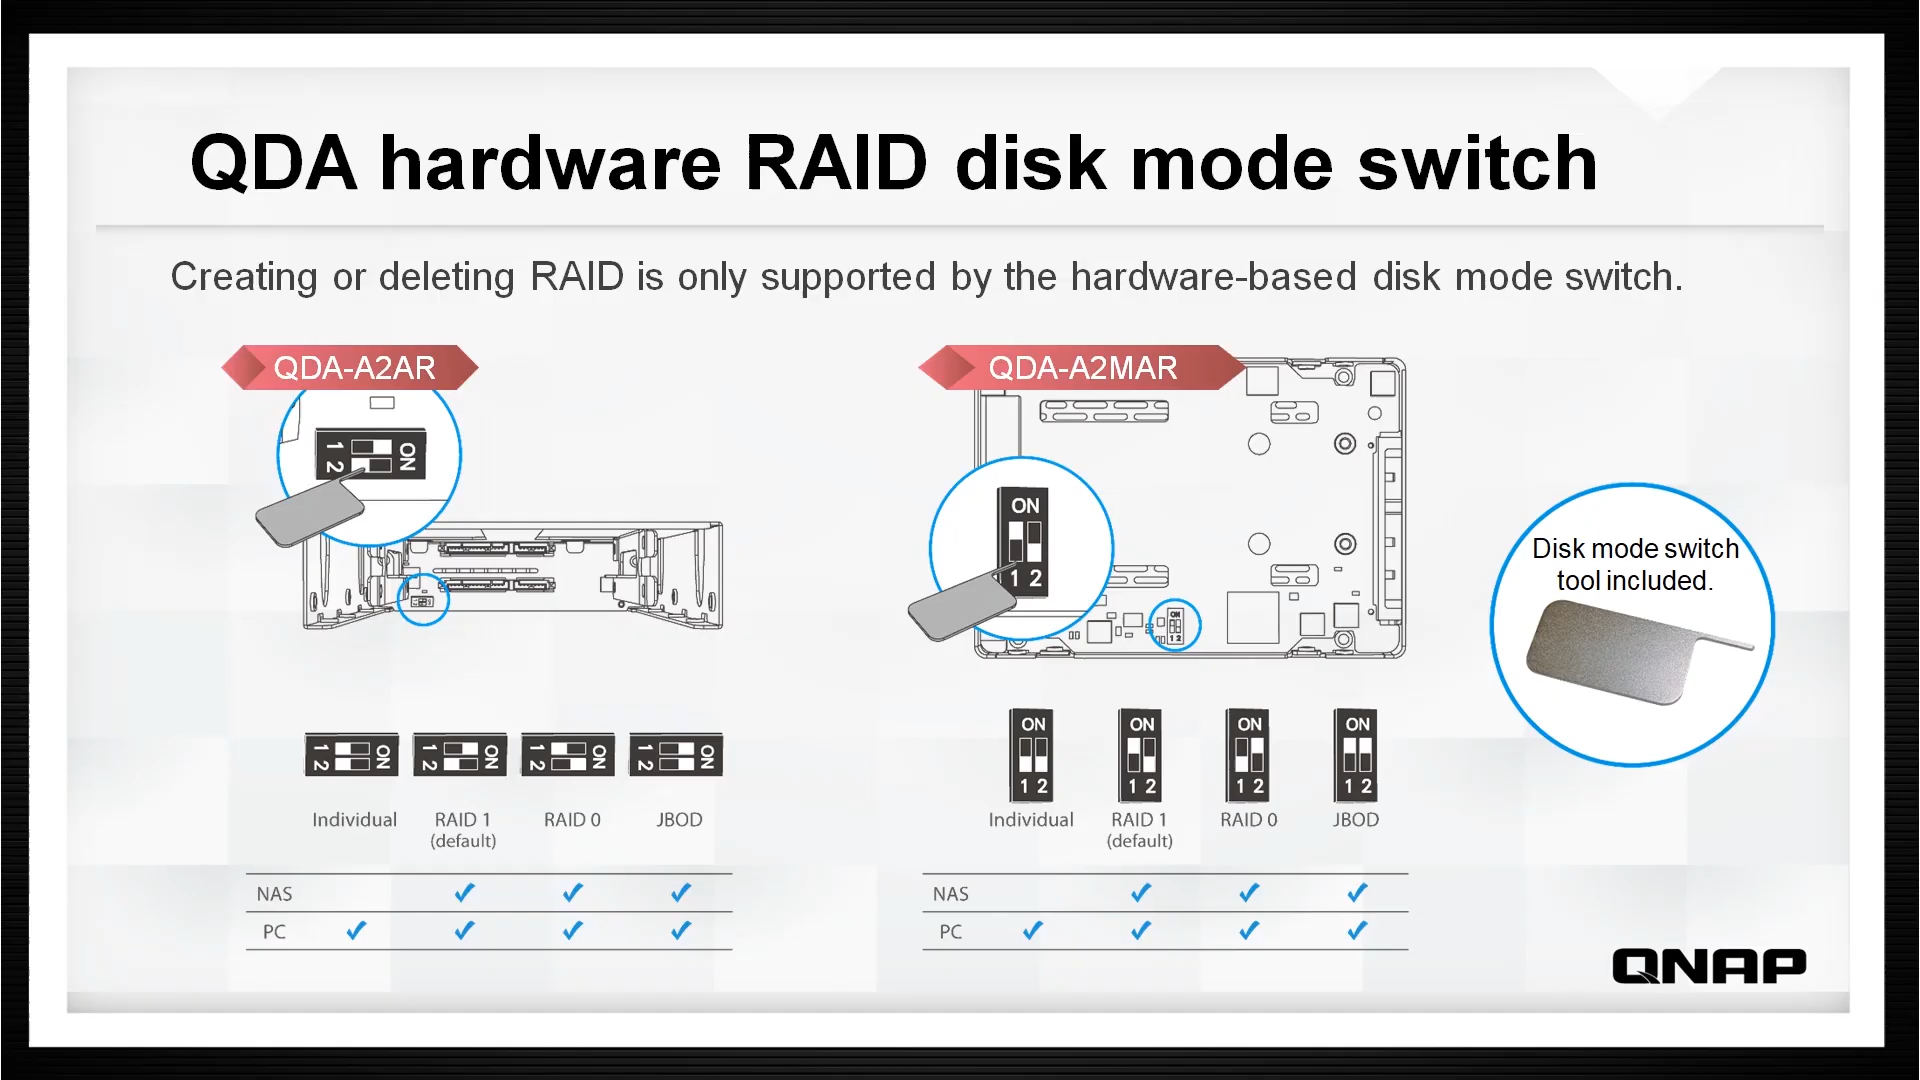 QDA hardware RAID disk mode switch
Creating or deleting RAID is only supported by the hardware-based disk mode switch.
QDA-A2AR
1 2 ON
QDA-A2MAR
ON
1 2
ON
1 2
Disk mode switch
tool included.
1 2 ON
1 2 ON
1 2 ON
1 2 ON
Individual
RAID 1
(default)
RAID 0
JBOD
NAS
PC
ON
1 2
ON
1 2
ON
1 2
ON
1 2
Individual
RAID 1
(default)
RAID 0
JBOD
NAS
PC
QNAP